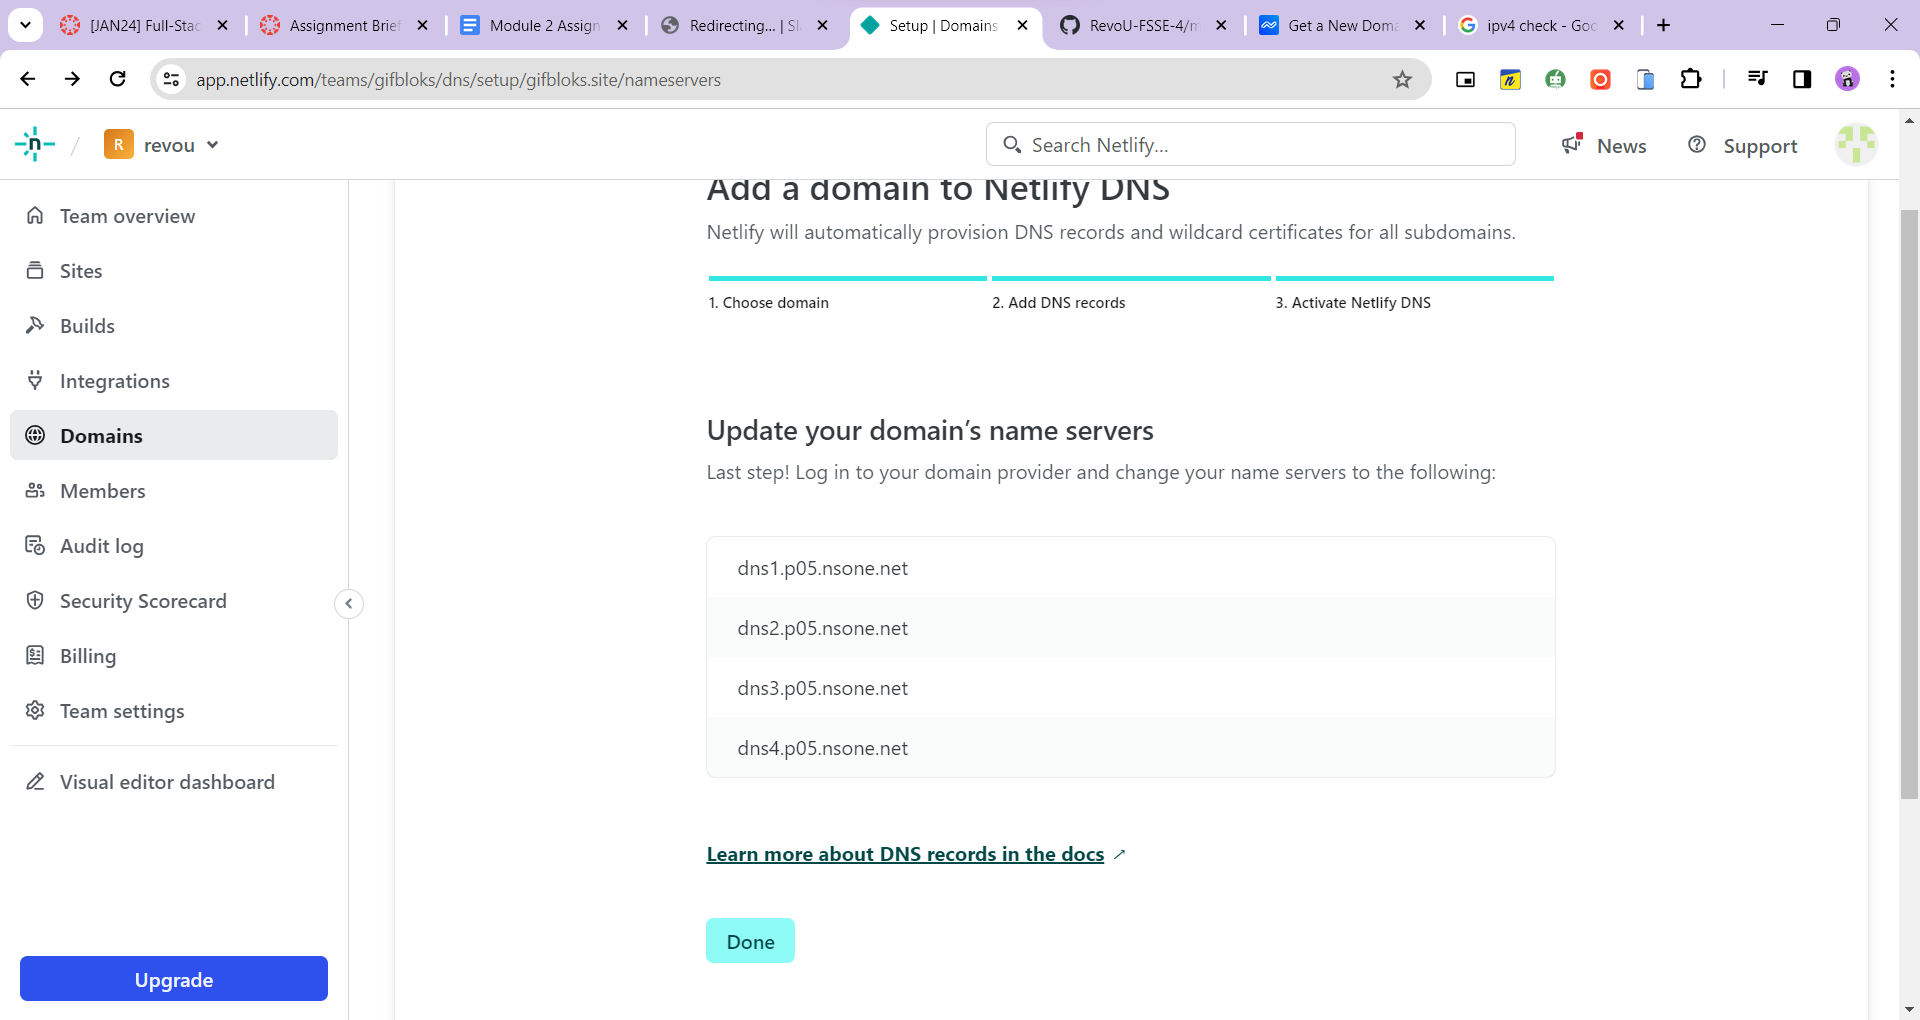 [JAN24] Full-Stac
Assignment Brief
Module 2 Assign
Redirecting... | Sl
Setup | Domains
RevoU-FSSE-4/m
Get a New Doma
ipv4 check - Goo
app.netlify.com/teams/gifbloks/dns/setup/gifbloks.site/nameservers
n
/
R
revou
Search Netlify...
News
Support
Team overview
Sites
Builds
Integrations
Domains
Members
Audit log
Security Scorecard
Billing
Team settings
Visual editor dashboard
Upgrade
Add a domain to Netlify DNS
Netlify will automatically provision DNS records and wildcard certificates for all subdomains.
1. Choose domain
2. Add DNS records
3. Activate Netlify DNS
Update your domain’s name servers
Last step! Log in to your domain provider and change your name servers to the following:
dns1.p05.nsone.net
dns2.p05.nsone.net
dns3.p05.nsone.net
dns4.p05.nsone.net
Learn more about DNS records in the docs
Done